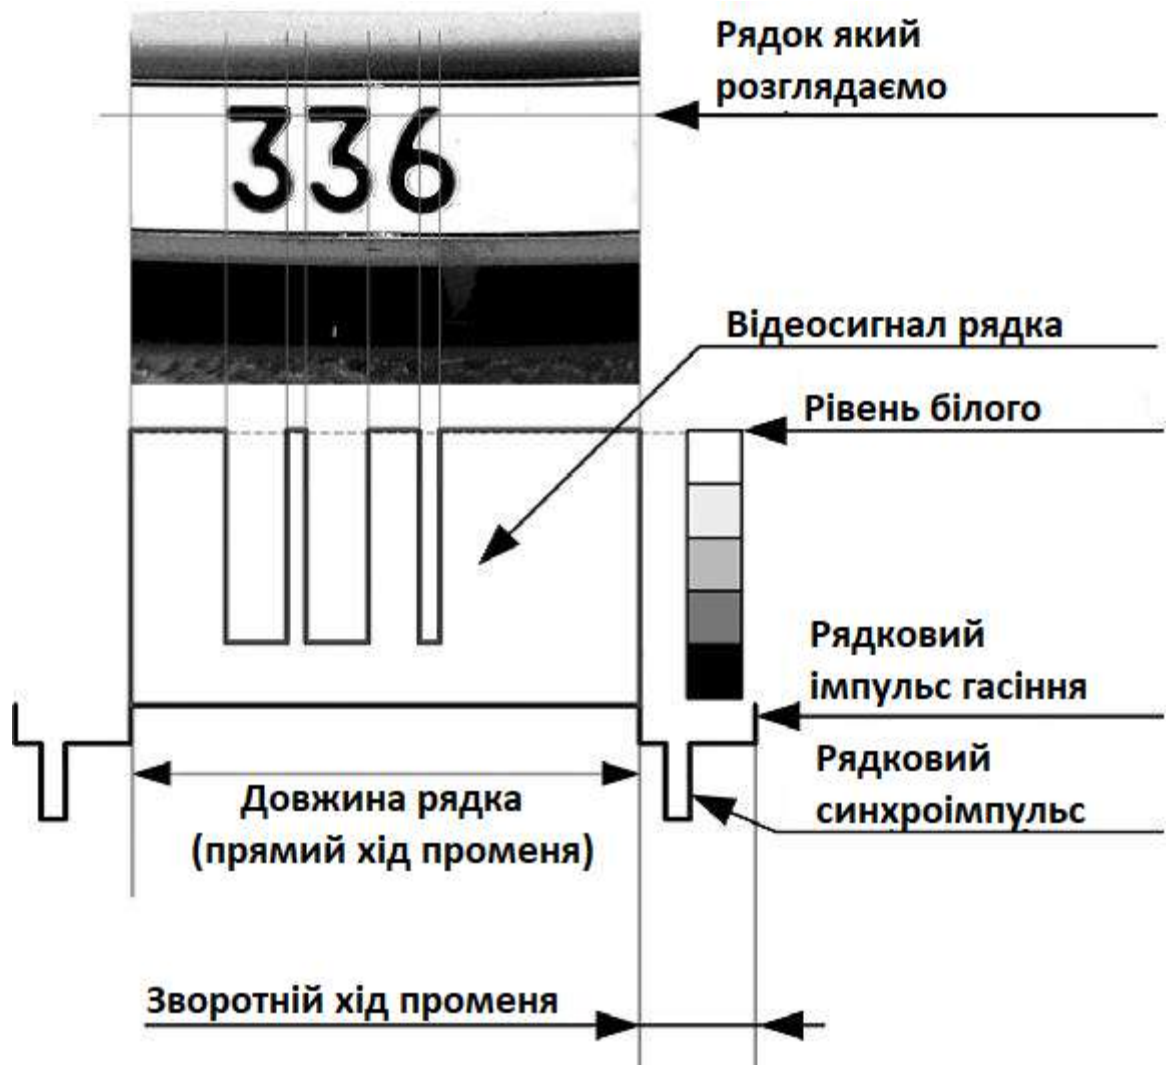 Рядок який
розглядаємо
336
Відеосигнал рядка
Рівень білого
Рядковий
імпульс гасіння
Рядковий
синхроімпульс
Довжина рядка
(прямий хід променя)
Зворотній хід променя